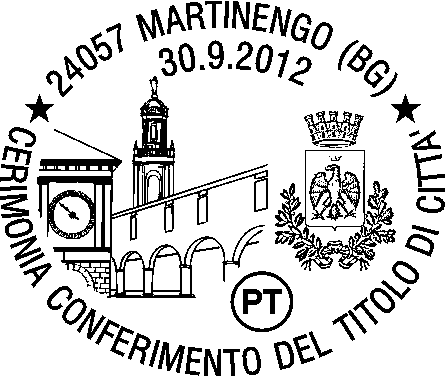 24057 MARTINENGO (BG)
30.9.2012
CERIMONIA CONFERIMENTO DEL TITOLO DI CITTA'
PT